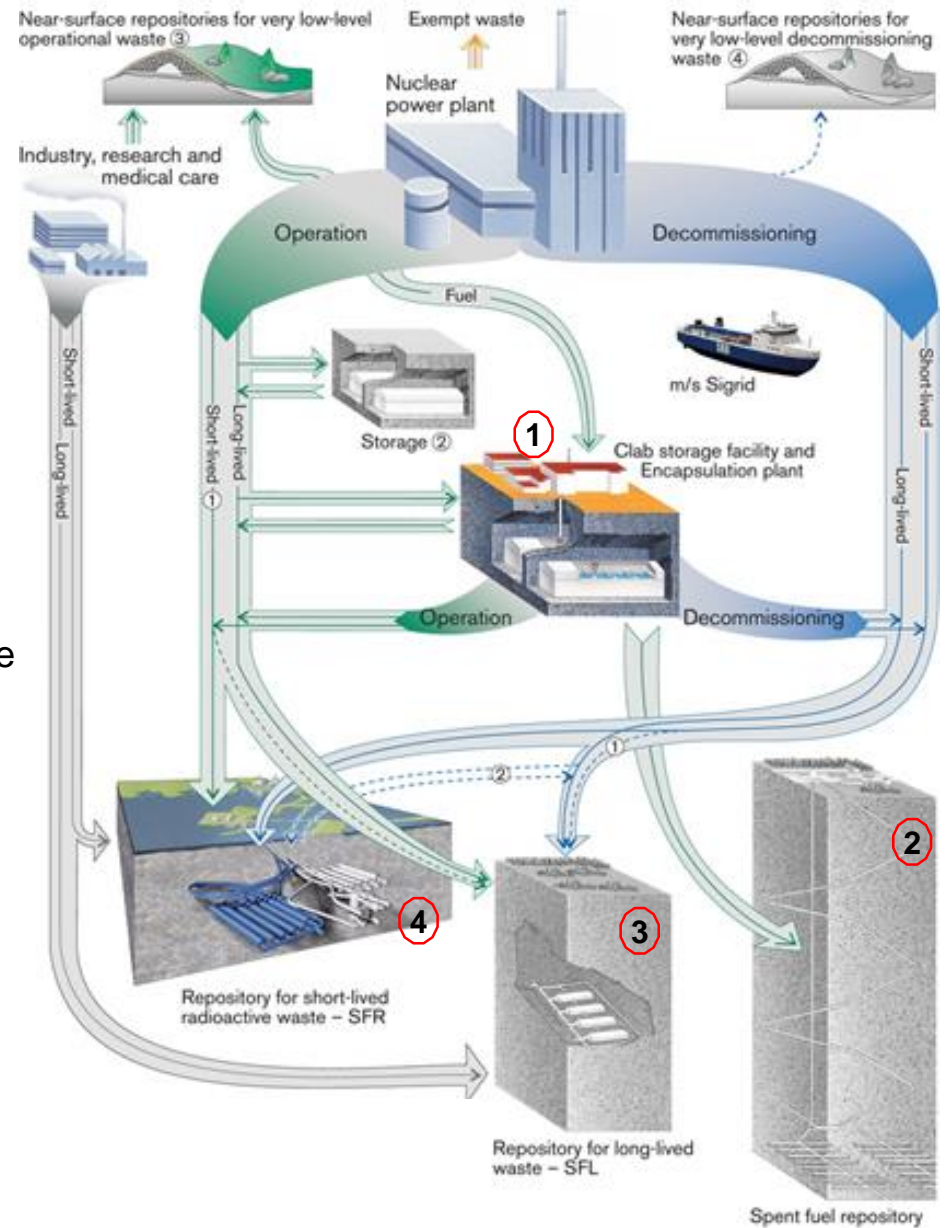 Near-surface repositories for very low-level
operational waste ③
Exempt waste
Near-surface repositories for
very low-level decommissioning
waste ④
Nuclear
power plant
Industry, research and
medical care
Operation
Decommissioning
Fuel
m/s Sigrid
Short-lived
Long-lived
Short-lived ①
Long-lived
Storage ②
1
Clab storage facility and
Encapsulation plant
Long-lived
Short-lived
Operation
Decommissioning
e
①
②
2
4
3
Repository for short-lived
radioactive waste – SFR
Repository for long-lived
waste – SFL
Spent fuel repository